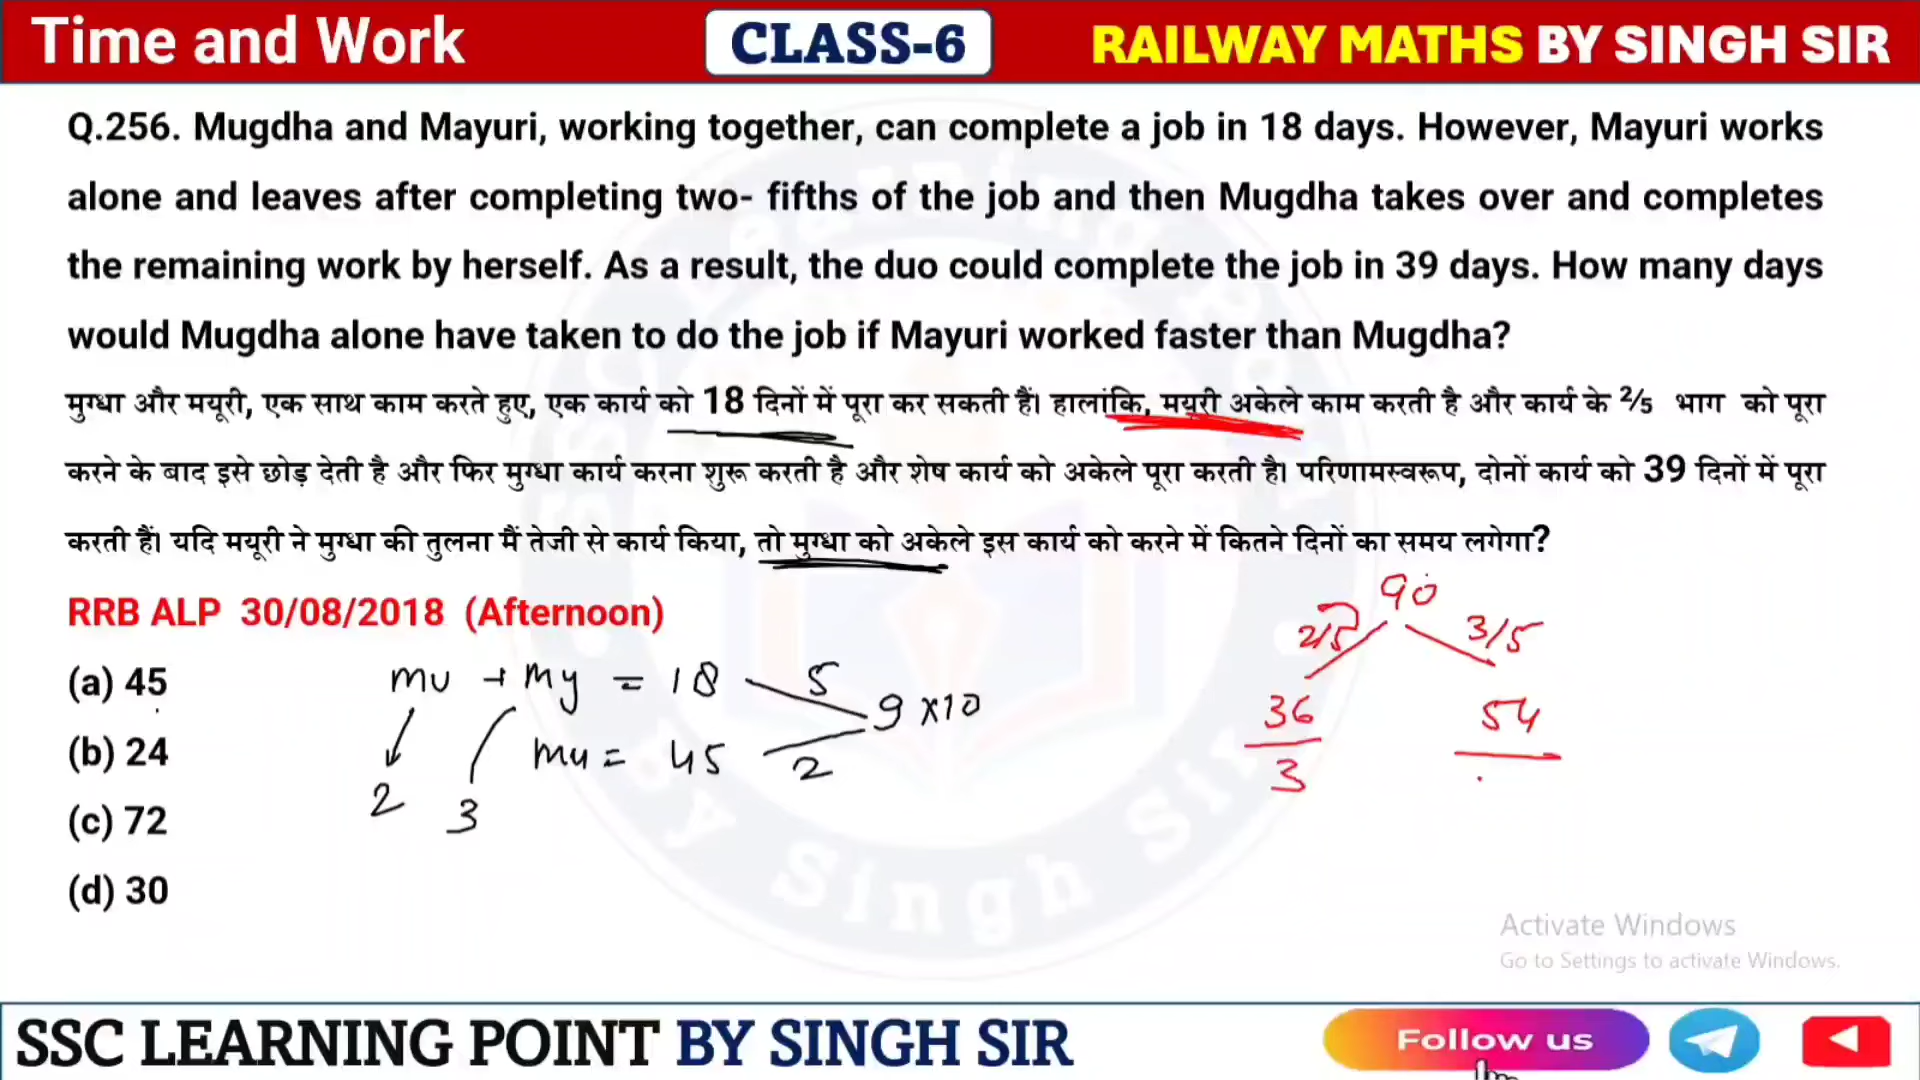 Time and Work
CLASS-6
RAILWAY MATHS BY SINGH SIR
Q.256. Mugdha and Mayuri, working together, can complete a job in 18 days. However, Mayuri works
alone and leaves after completing two- fifths of the job and then Mugdha takes over and completes
the remaining work by herself. As a result, the duo could complete the job in 39 days. How many days
would Mugdha alone have taken to do the job if Mayuri worked faster than Mugdha?
मुग्धा और मयूरी, एक साथ काम करते हुए, एक कार्य को 18 दिनों में पूरा कर सकती हैं। हालांकि, मयूरी अकेले काम करती है और कार्य के ²/₅ भाग को पूरा
करने के बाद इसे छोड़ देती है और फिर मुग्धा कार्य करना शुरू करती है और शेष कार्य को अकेले पूरा करती है। परिणामस्वरूप, दोनों कार्य को 39 दिनों में पूरा
करती हैं। यदि मयूरी ने मुग्धा की तुलना मैं तेजी से कार्य किया, तो मुग्धा को अकेले इस कार्य को करने में कितने दिनों का समय लगेगा?
RRB ALP 30/08/2018 (Afternoon)
(a) 45
(b) 24
(c) 72
(d) 30
mu + my = 18 5
mu = 45 2
9 x10
2 3
90
2/5 3/5
36 54
3
SSC Learning Point
by Singh Sir
Activate Windows
Go to Settings to activate Windows.
SSC LEARNING POINT BY SINGH SIR
Follow us